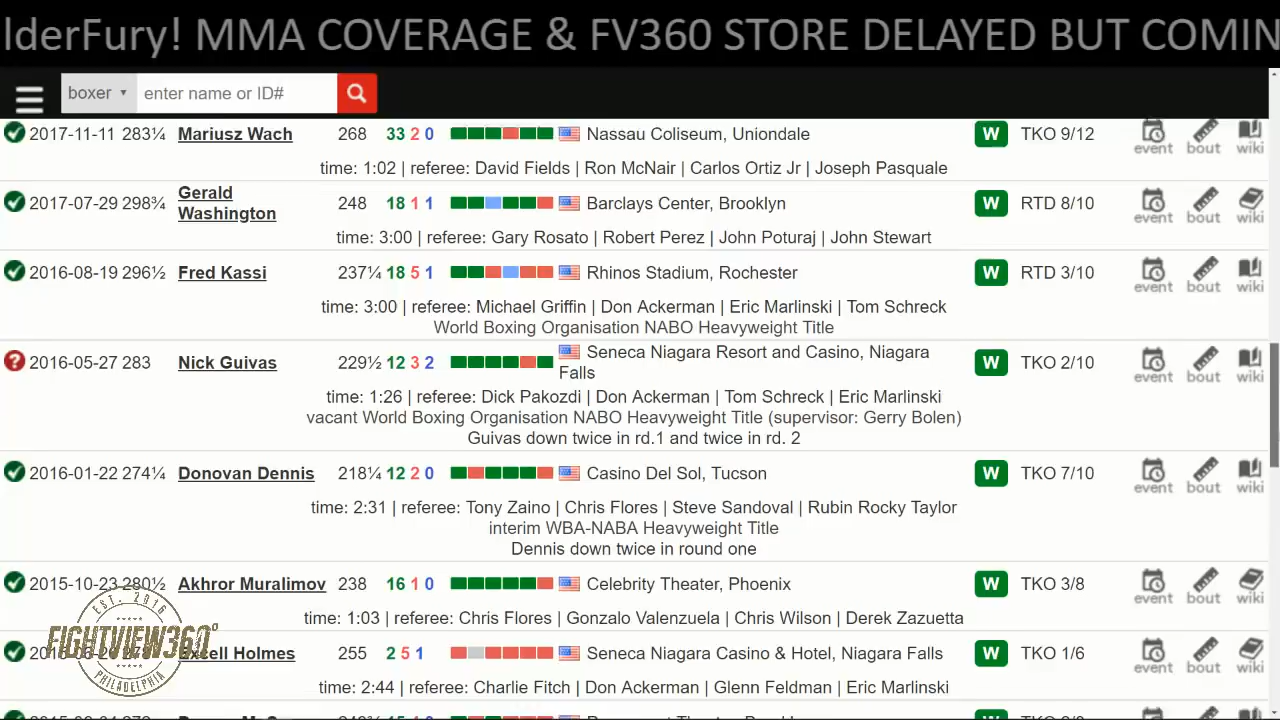 lderFury! MMA COVERAGE & FV360 STORE DELAYED BUT COMIN
boxer enter name or ID#
2017-11-11 283¼ Mariusz Wach 268 33 2 0 Nassau Coliseum, Uniondale W TKO 9/12 event bout wiki
time: 1:02 | referee: David Fields | Ron McNair | Carlos Ortiz Jr | Joseph Pasquale
2017-07-29 298¾ Gerald Washington 248 18 1 1 Barclays Center, Brooklyn W RTD 8/10 event bout wiki
time: 3:00 | referee: Gary Rosato | Robert Perez | John Poturaj | John Stewart
2016-08-19 296½ Fred Kassi 237¼ 18 5 1 Rhinos Stadium, Rochester W RTD 3/10 event bout wiki
time: 3:00 | referee: Michael Griffin | Don Ackerman | Eric Marlinski | Tom Schreck
World Boxing Organisation NABO Heavyweight Title
2016-05-27 283 Nick Guivas 229½ 12 3 2 Seneca Niagara Resort and Casino, Niagara Falls W TKO 2/10 event bout wiki
time: 1:26 | referee: Dick Pakozdi | Don Ackerman | Tom Schreck | Eric Marlinski
vacant World Boxing Organisation NABO Heavyweight Title (supervisor: Gerry Bolen)
Guivas down twice in rd.1 and twice in rd. 2
2016-01-22 274¼ Donovan Dennis 218¼ 12 2 0 Casino Del Sol, Tucson W TKO 7/10 event bout wiki
time: 2:31 | referee: Tony Zaino | Chris Flores | Steve Sandoval | Rubin Rocky Taylor
interim WBA-NABA Heavyweight Title
Dennis down twice in round one
2015-10-23 280½ Akhror Muralimov 238 16 1 0 Celebrity Theater, Phoenix W TKO 3/8 event bout wiki
time: 1:03 | referee: Chris Flores | Gonzalo Valenzuela | Chris Wilson | Derek Zazuetta
Holmes 255 2 5 1 Seneca Niagara Casino & Hotel, Niagara Falls W TKO 1/6 event bout wiki
time: 2:44 | referee: Charlie Fitch | Don Ackerman | Glenn Feldman | Eric Marlinski
EST. 2016
FIGHTVIEW360°
PHILADELPHIA